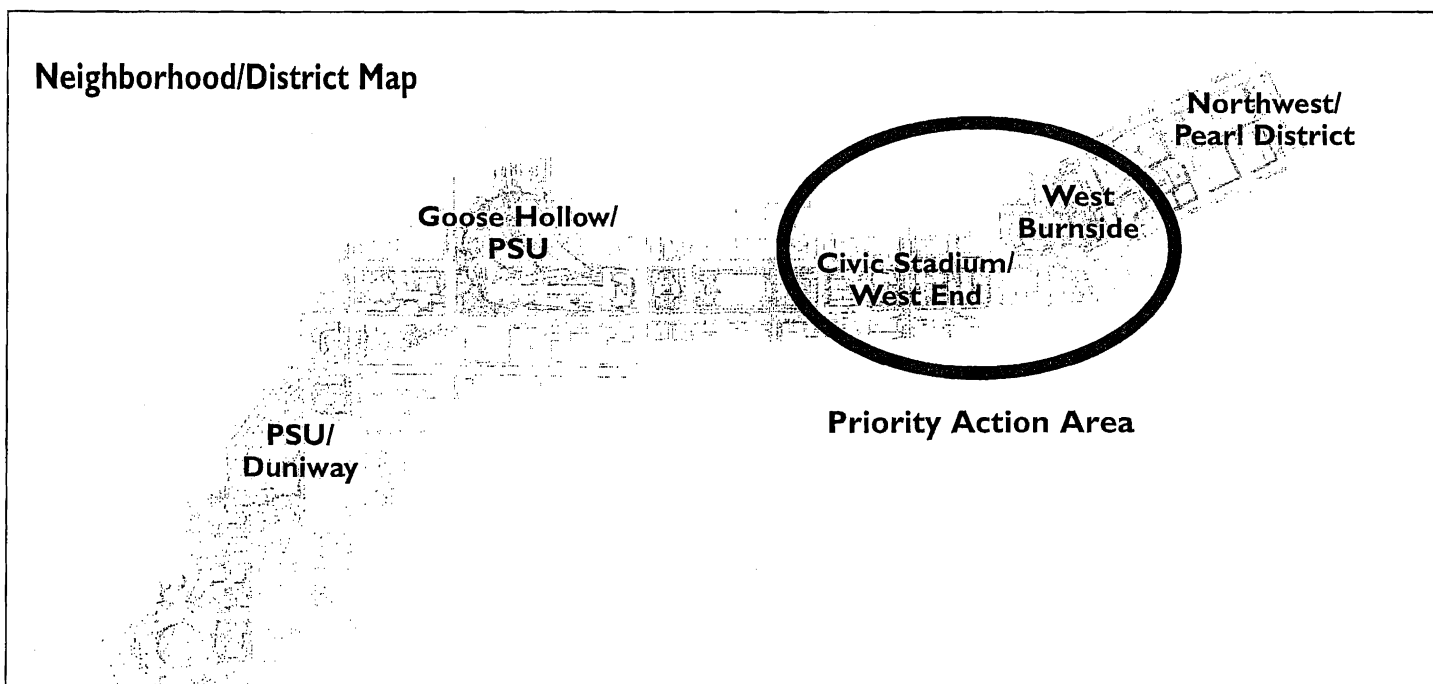 Neighborhood/District Map
Northwest/
Pearl District
West
Burnside
Goose Hollow/
PSU
Civic Stadium/
West End
Priority Action Area
PSU/
Duniway